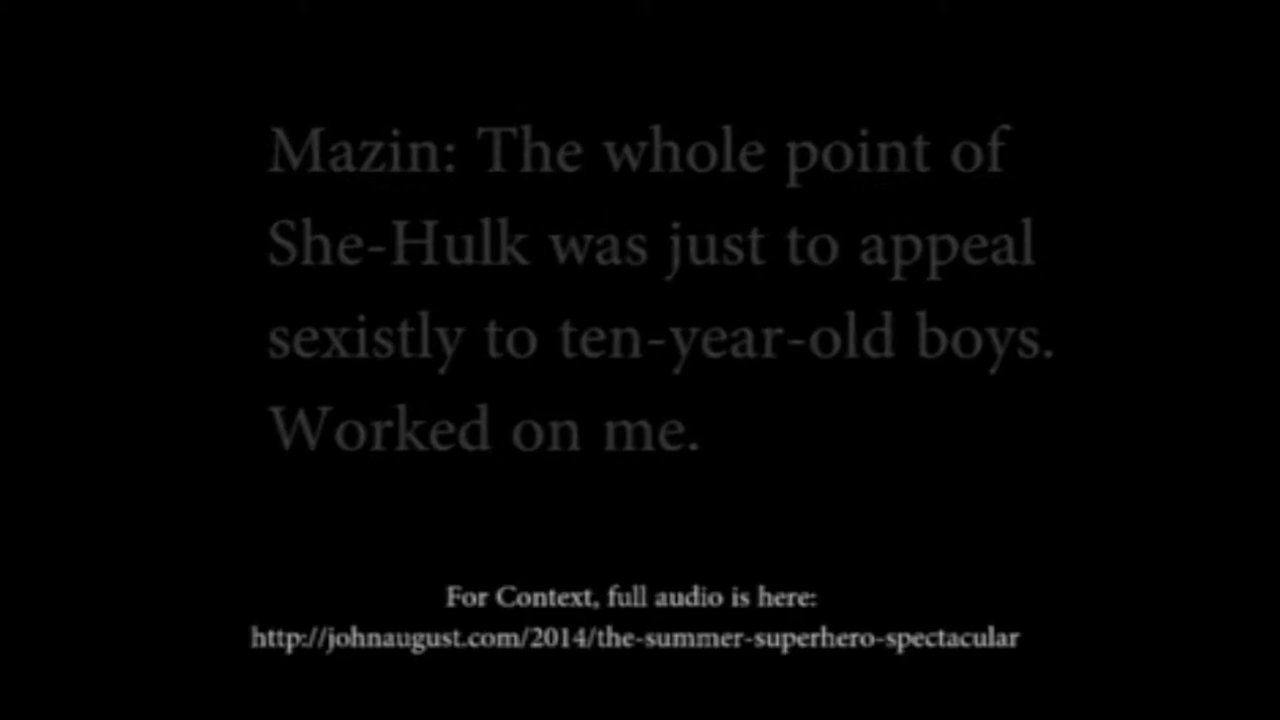 Mazin: The whole point of
She-Hulk was just to appeal
sexistly to ten-year-old boys.
Worked on me.
For Context, full audio is here:
http://johnaugust.com/2014/the-summer-superhero-spectacular